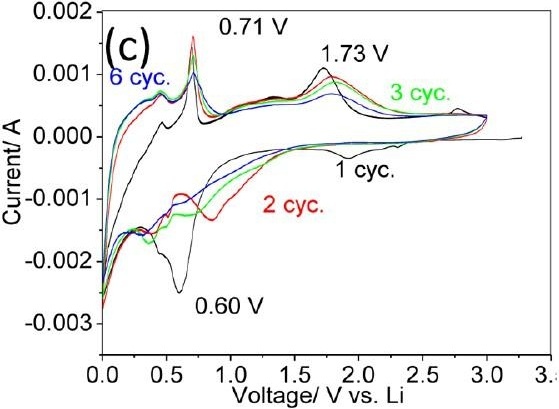 (c)
0.71 V
1.73 V
6 cyc.
3 cyc.
1 cyc.
2 cyc.
0.60 V
Current/ A
0.002
0.001
0.000
-0.001
-0.002
-0.003
0.0 0.5 1.0 1.5 2.0 2.5 3.0 3.
Voltage/ V vs. Li